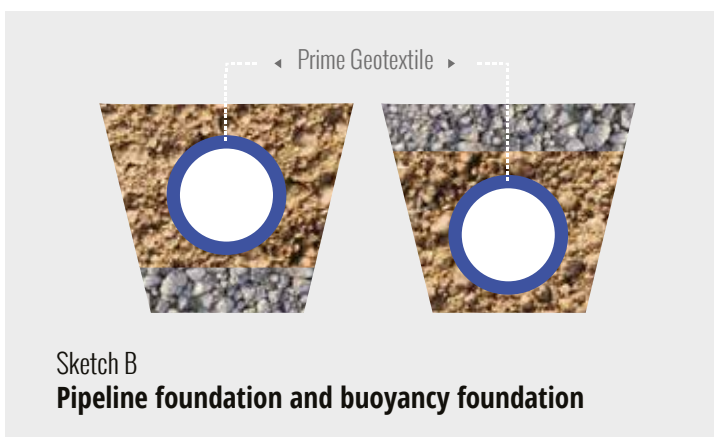 Prime Geotextile
Sketch B
Pipeline foundation and buoyancy foundation